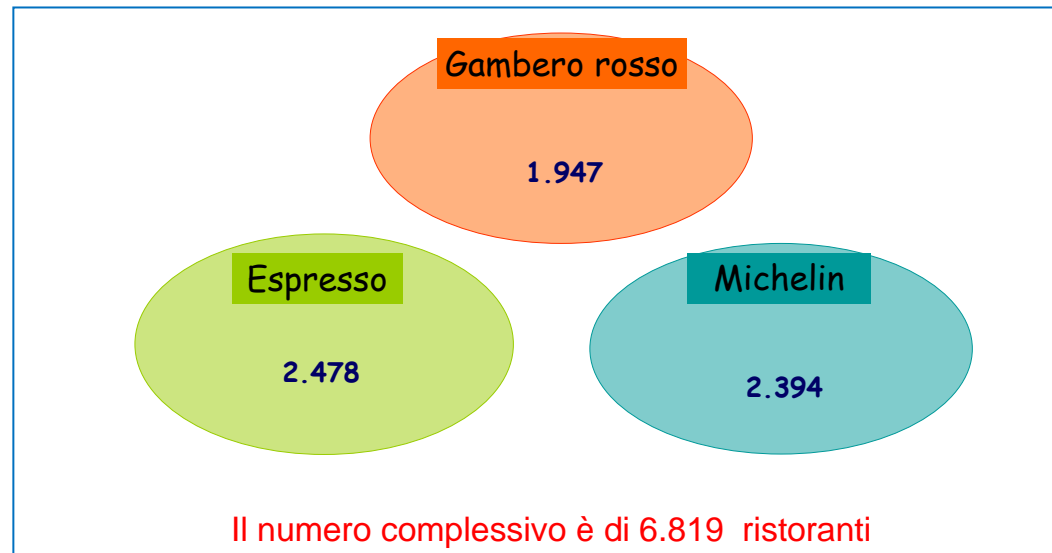 Gambero rosso
1.947
Espresso
2.478
Michelin
2.394
Il numero complessivo è di 6.819 ristoranti